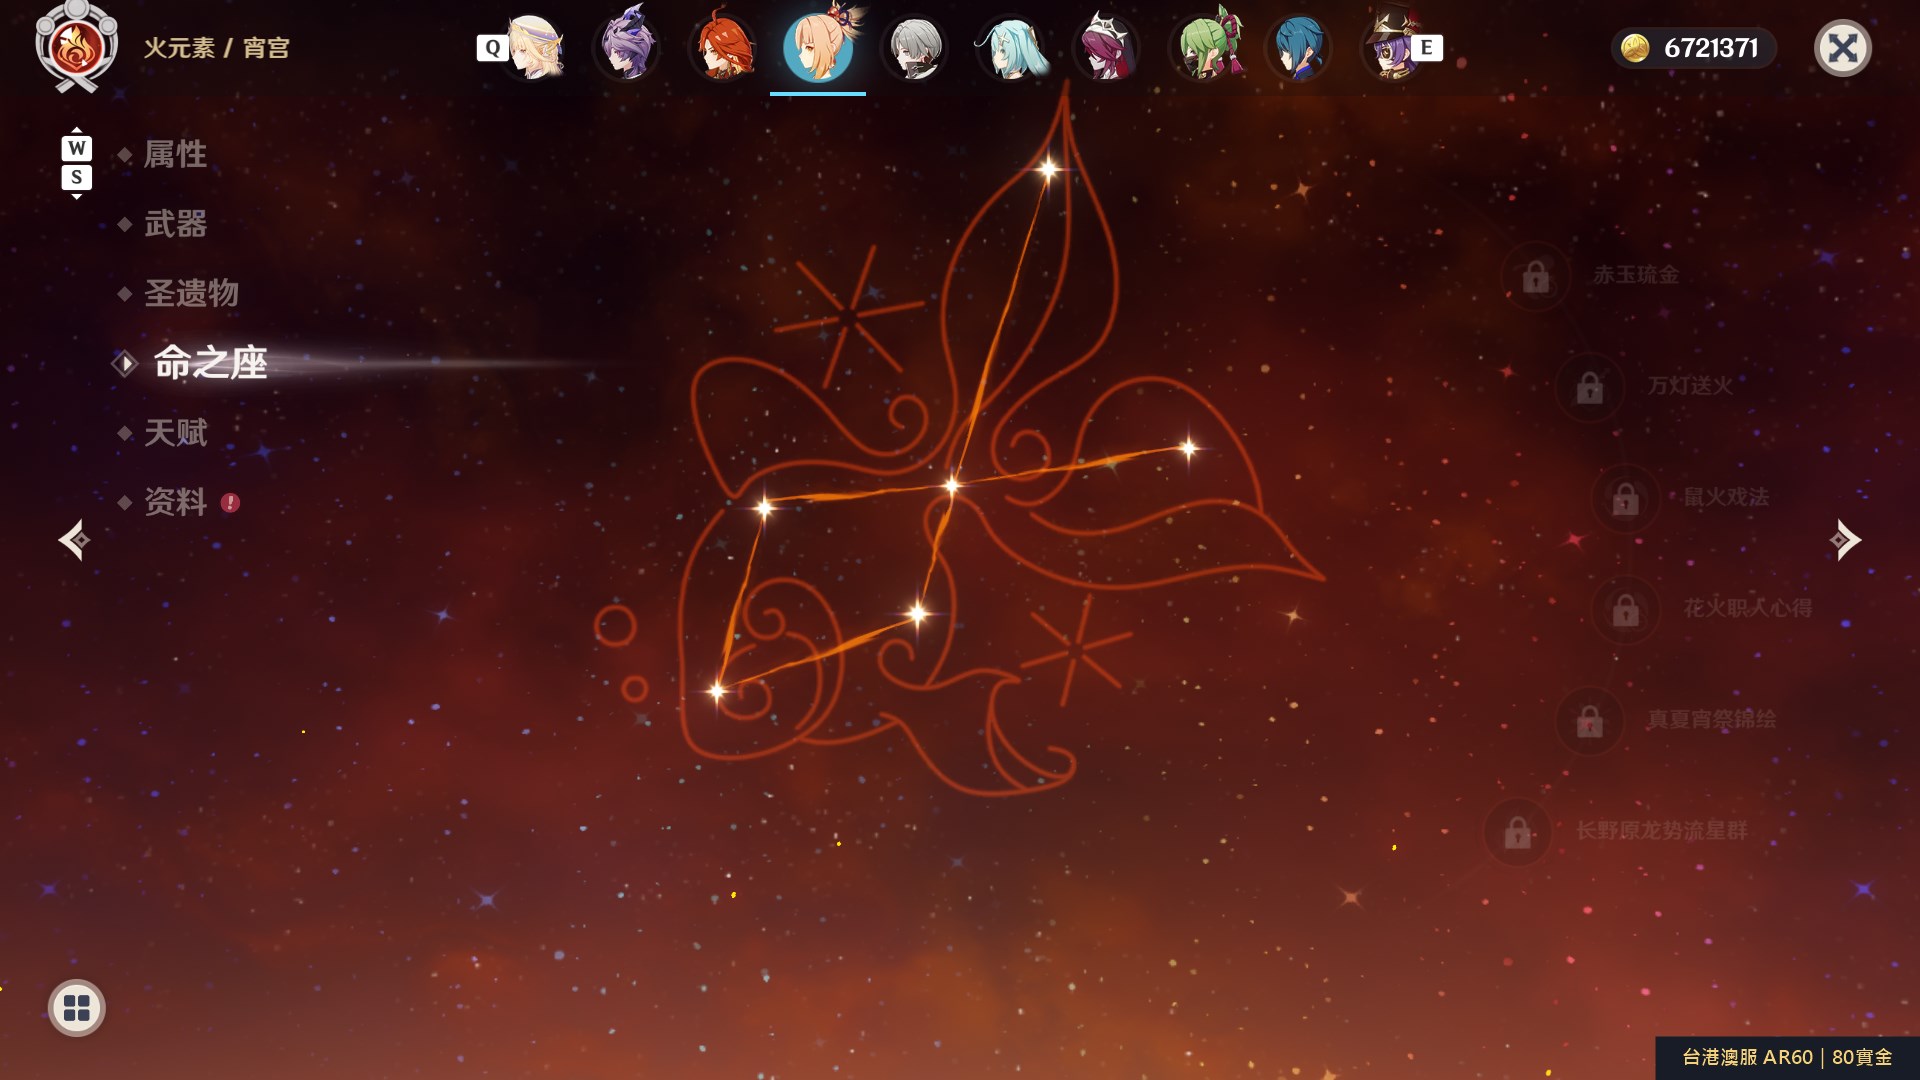 火元素 / 宵宫
Q
E
6721371
W
S
属性
武器
圣遗物
命之座
天赋
资料
赤玉琉金
万灯送火
鼠火戏法
花火职人心得
真夏宵祭锦绘
长野原龙势流星群
台港澳服 AR60 | 80實金